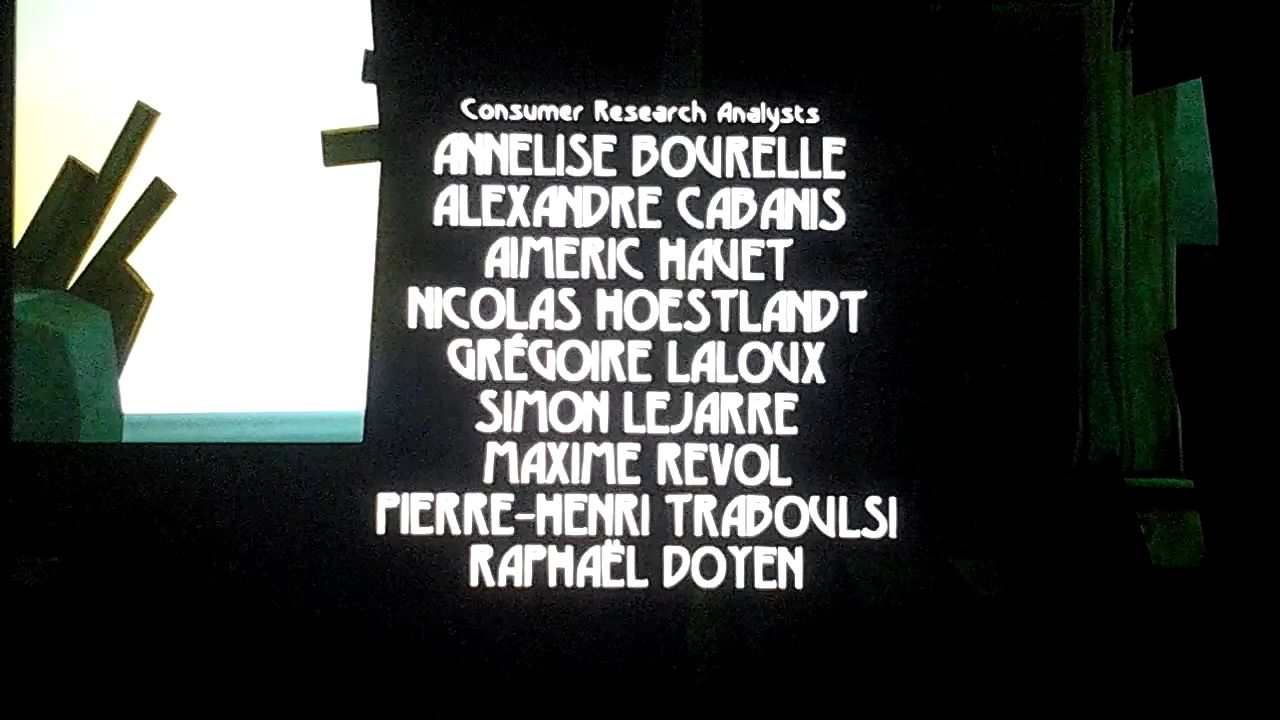 Consumer Research Analysts
ANNELISE BOURELLE
ALEXANDRE CABANIS
AIMERIC HAVET
NICOLAS HOESTLANDT
GRÉGOIRE LALOUX
SIMON LEJARRE
MAXIME REVOL
PIERRE-HENRI TRABOULSI
RAPHAËL DOYEN